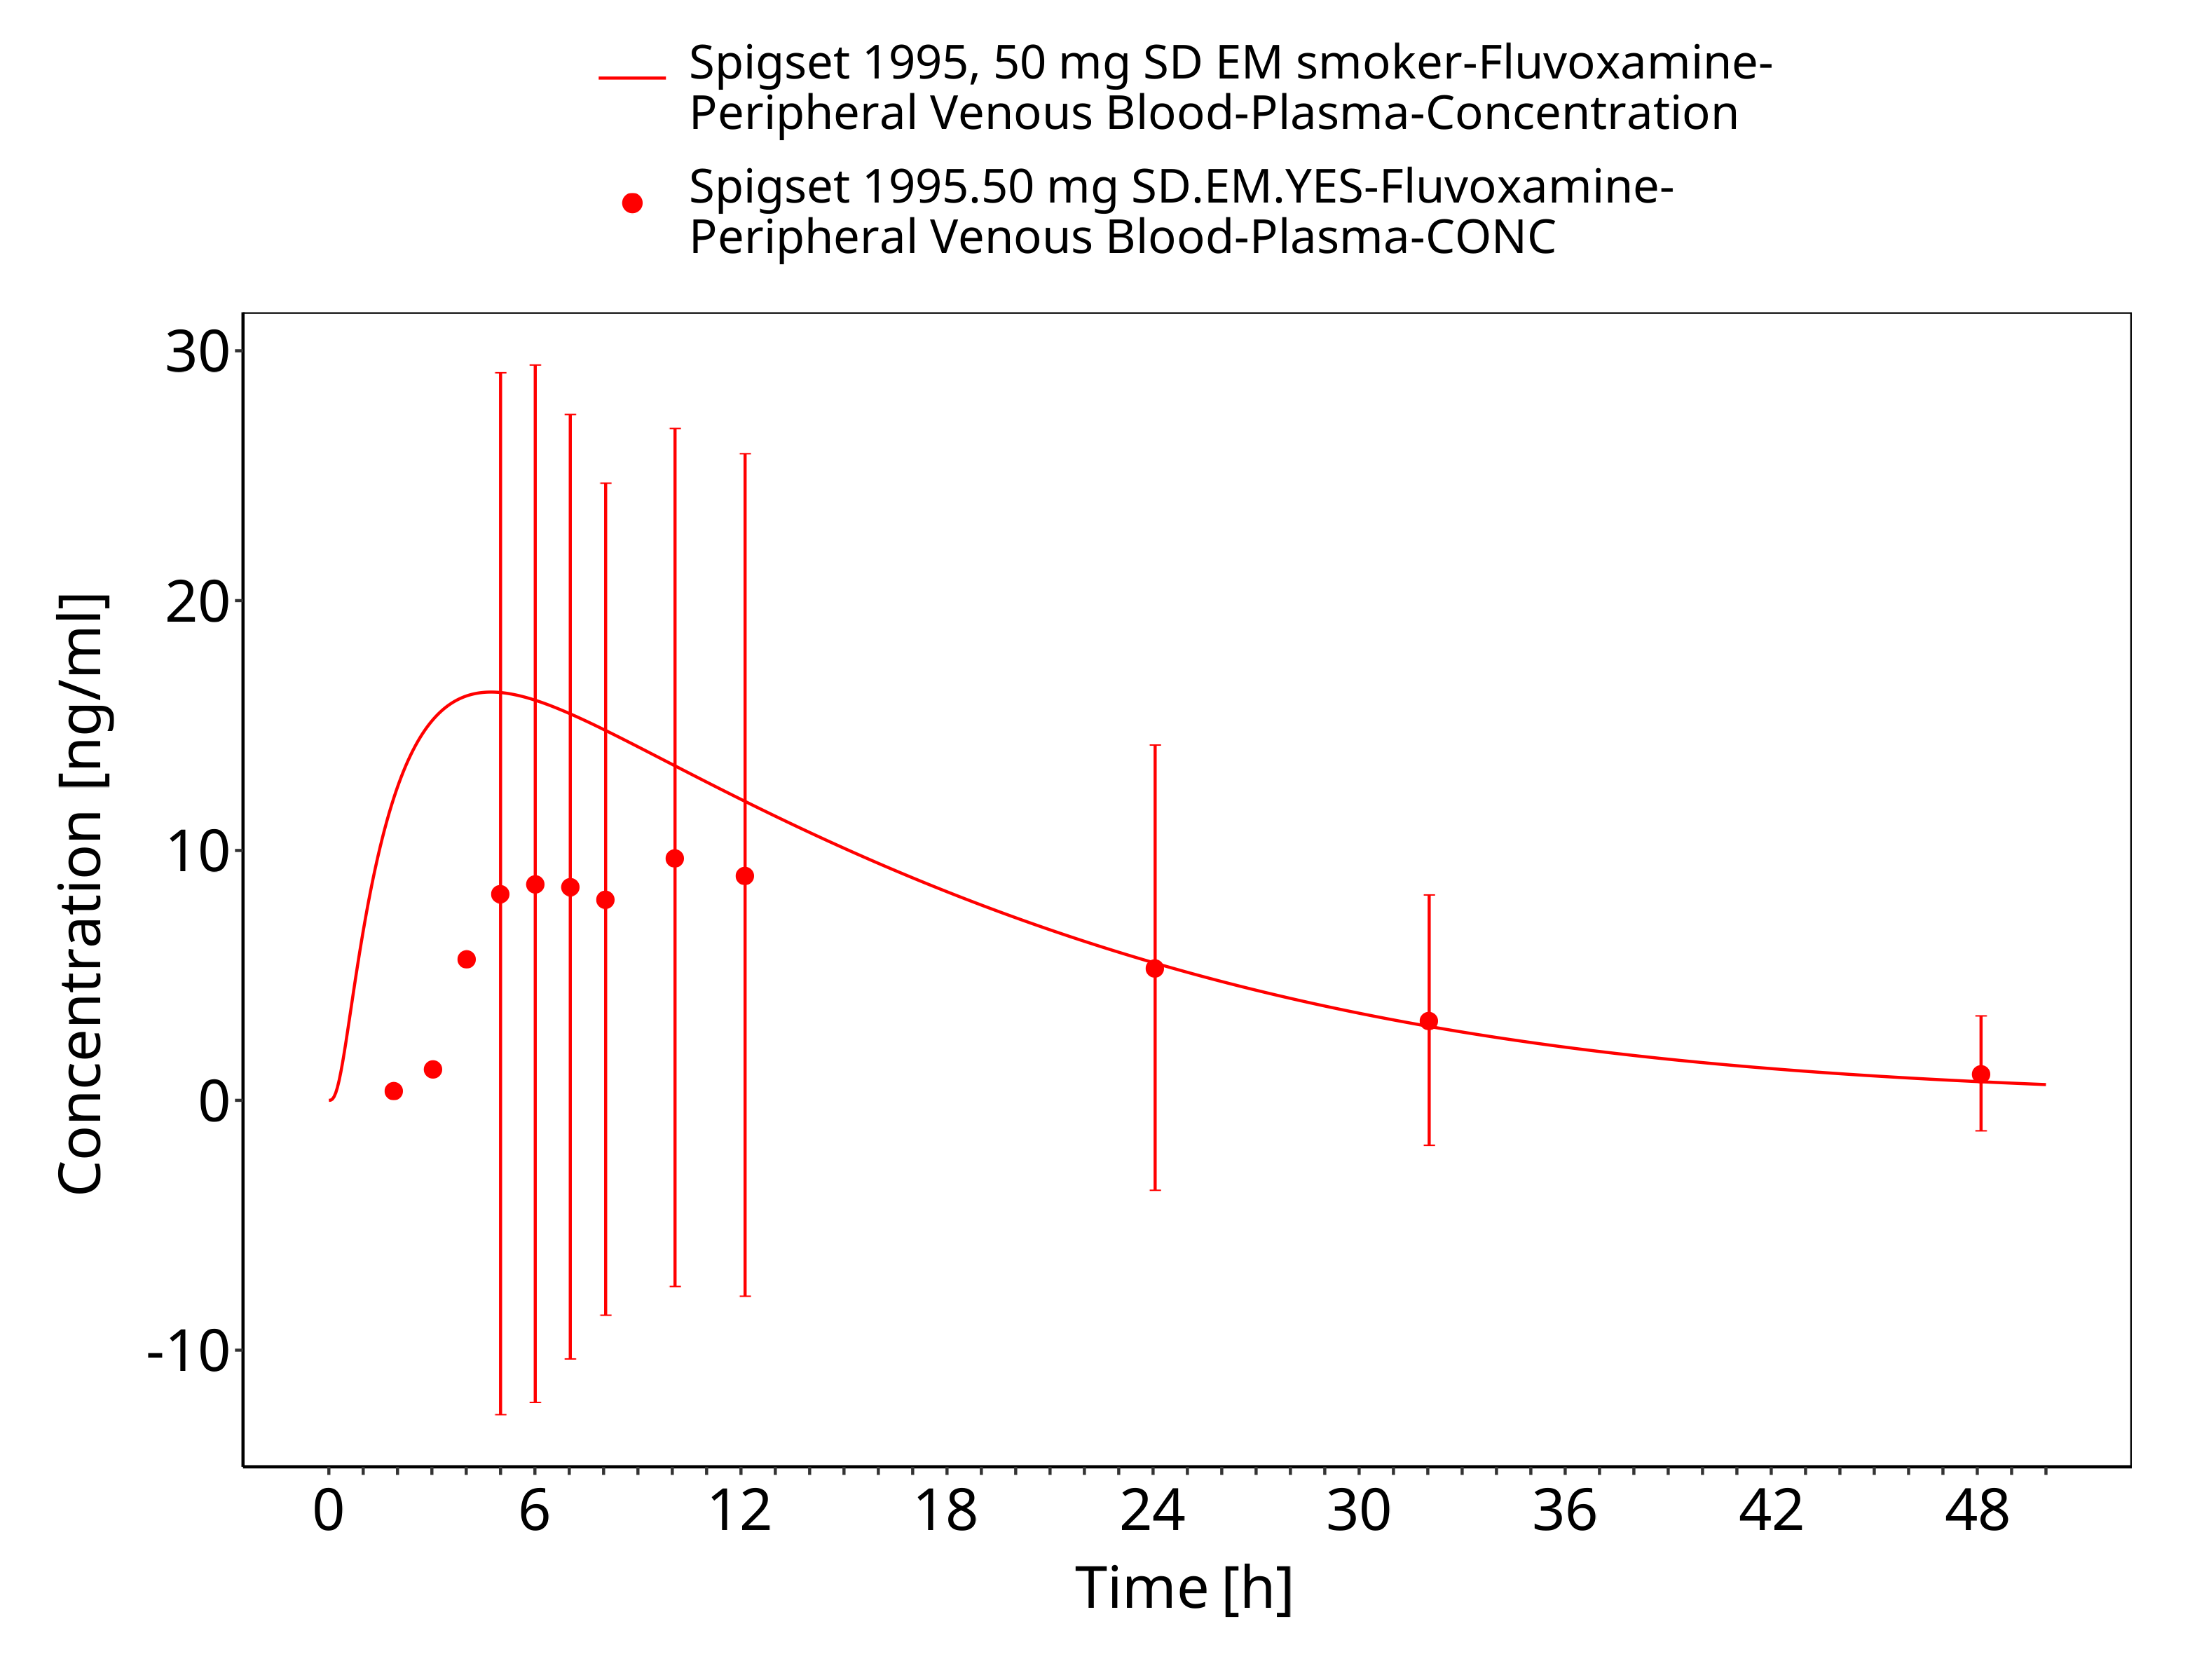 Spigset 1995, 50 mg SD EM smoker-Fluvoxamine-
Peripheral Venous Blood-Plasma-Concentration
Spigset 1995.50 mg SD.EM.YES-Fluvoxamine-
Peripheral Venous Blood-Plasma-CONC
30
20
10
0
-10
Concentration [ng/ml]
0 6 12 18 24 30 36 42 48
Time [h]